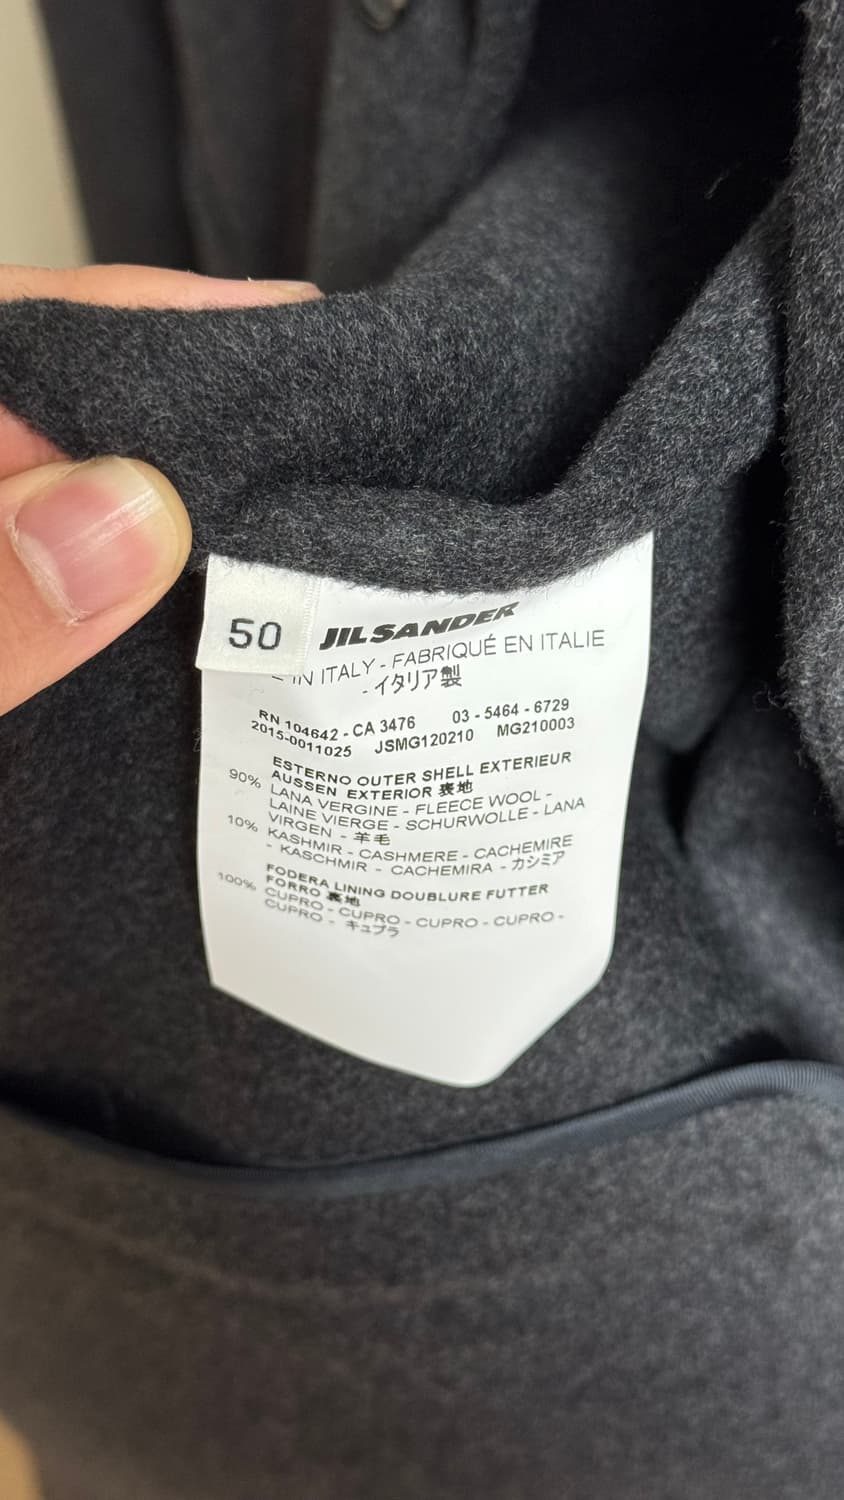 50
JIL SANDER
IN ITALY - FABRIQUÉ EN ITALIE
- イタリア製
RN 104642 - CA 3476 03 - 5464 - 6729
2015-0011025 JSMG120210 MG210003
ESTERNO OUTER SHELL EXTERIEUR
AUSSEN EXTERIOR 表地
90% LANA VERGINE - FLEECE WOOL -
LAINE VIERGE - SCHURWOLLE - LANA
VIRGEN - 羊毛
10% KASHMIR - CASHMERE - CACHEMIRE
- KASCHMIR - CACHEMIRA - カシミア
FODERA LINING DOUBLURE FUTTER
FORRO 裏地
100% CUPRO - CUPRO - CUPRO - CUPRO -
CUPRO - キュプラ